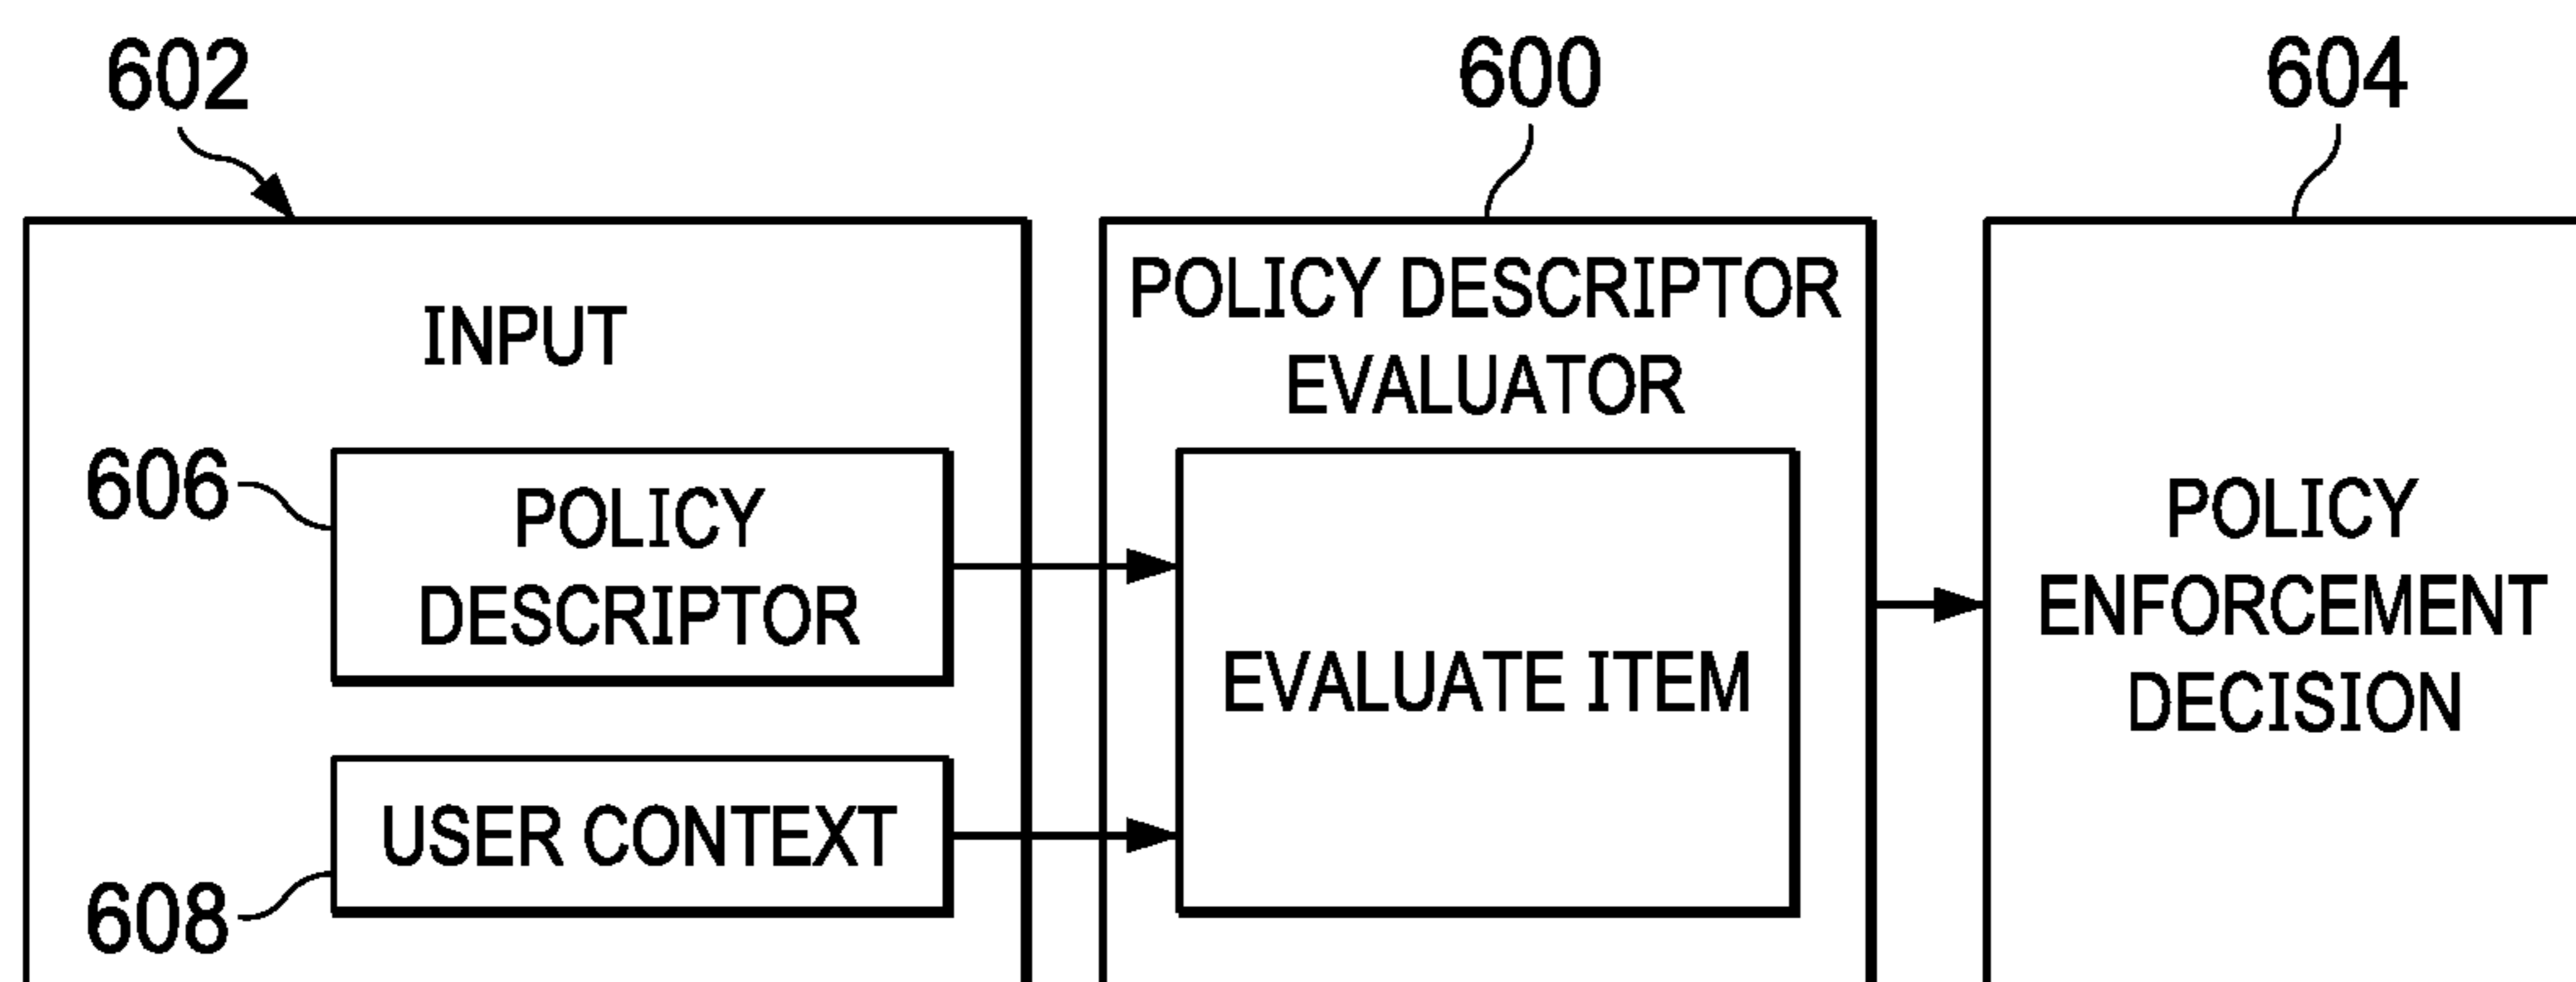 602
600
604
INPUT
POLICY DESCRIPTOR
EVALUATOR
606
POLICY
DESCRIPTOR
USER CONTEXT
608
EVALUATE ITEM
POLICY
ENFORCEMENT
DECISION